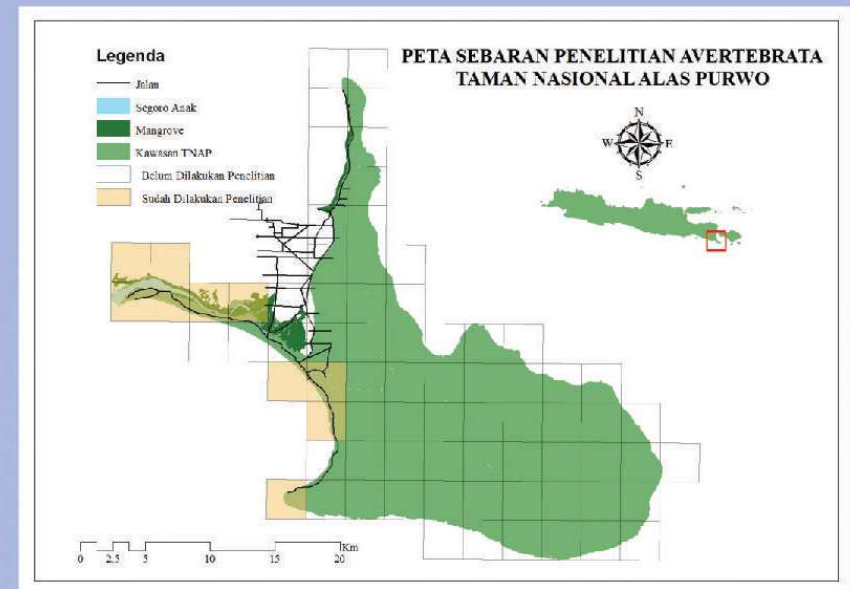 PETA SEBARAN PENELITIAN AVERTEBRATA
TAMAN NASIONAL ALAS PURWO
Legenda
Jalan
Segoro Anak
Mangrove
Kawasan TNAP
Belum Dilakukan Penelitian
Sudah Dilakukan Penelitian
N
W E
S
Km
0 2.5 5 10 15 20